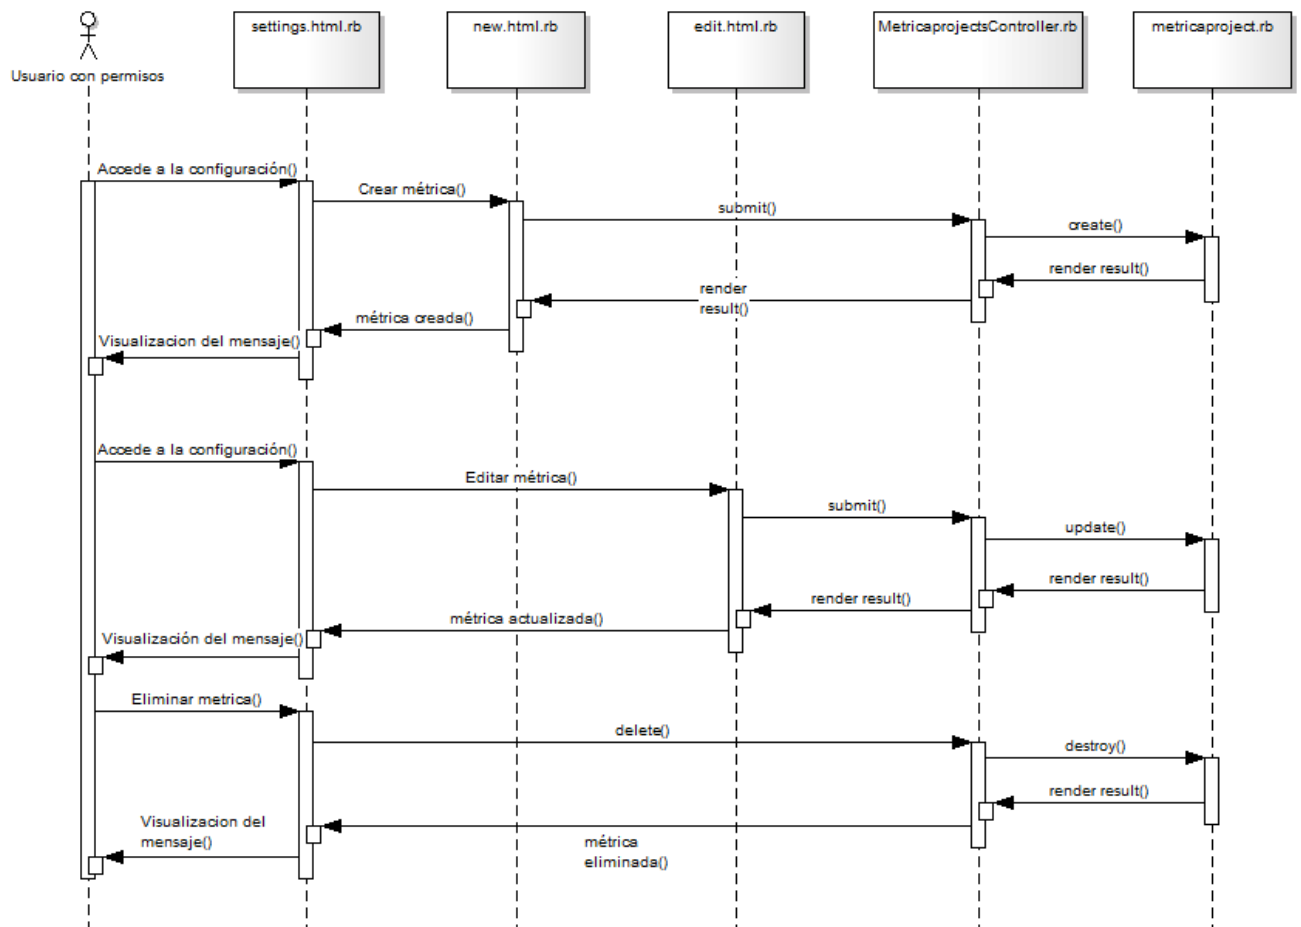 settings.html.rb
new.html.rb
edit.html.rb
MetricaprojectsController.rb
metricaproject.rb
Usuario con permisos
Accede a la configuración()
Crear métrica()
submit()
create()
render result()
render
result()
métrica creada()
Visualizacion del mensaje()
Accede a la configuración()
Editar métrica()
submit()
update()
render result()
render result()
métrica actualizada()
Visualización del mensaje()
Eliminar metrica()
delete()
destroy()
render result()
Visualizacion del
mensaje()
métrica
eliminada()